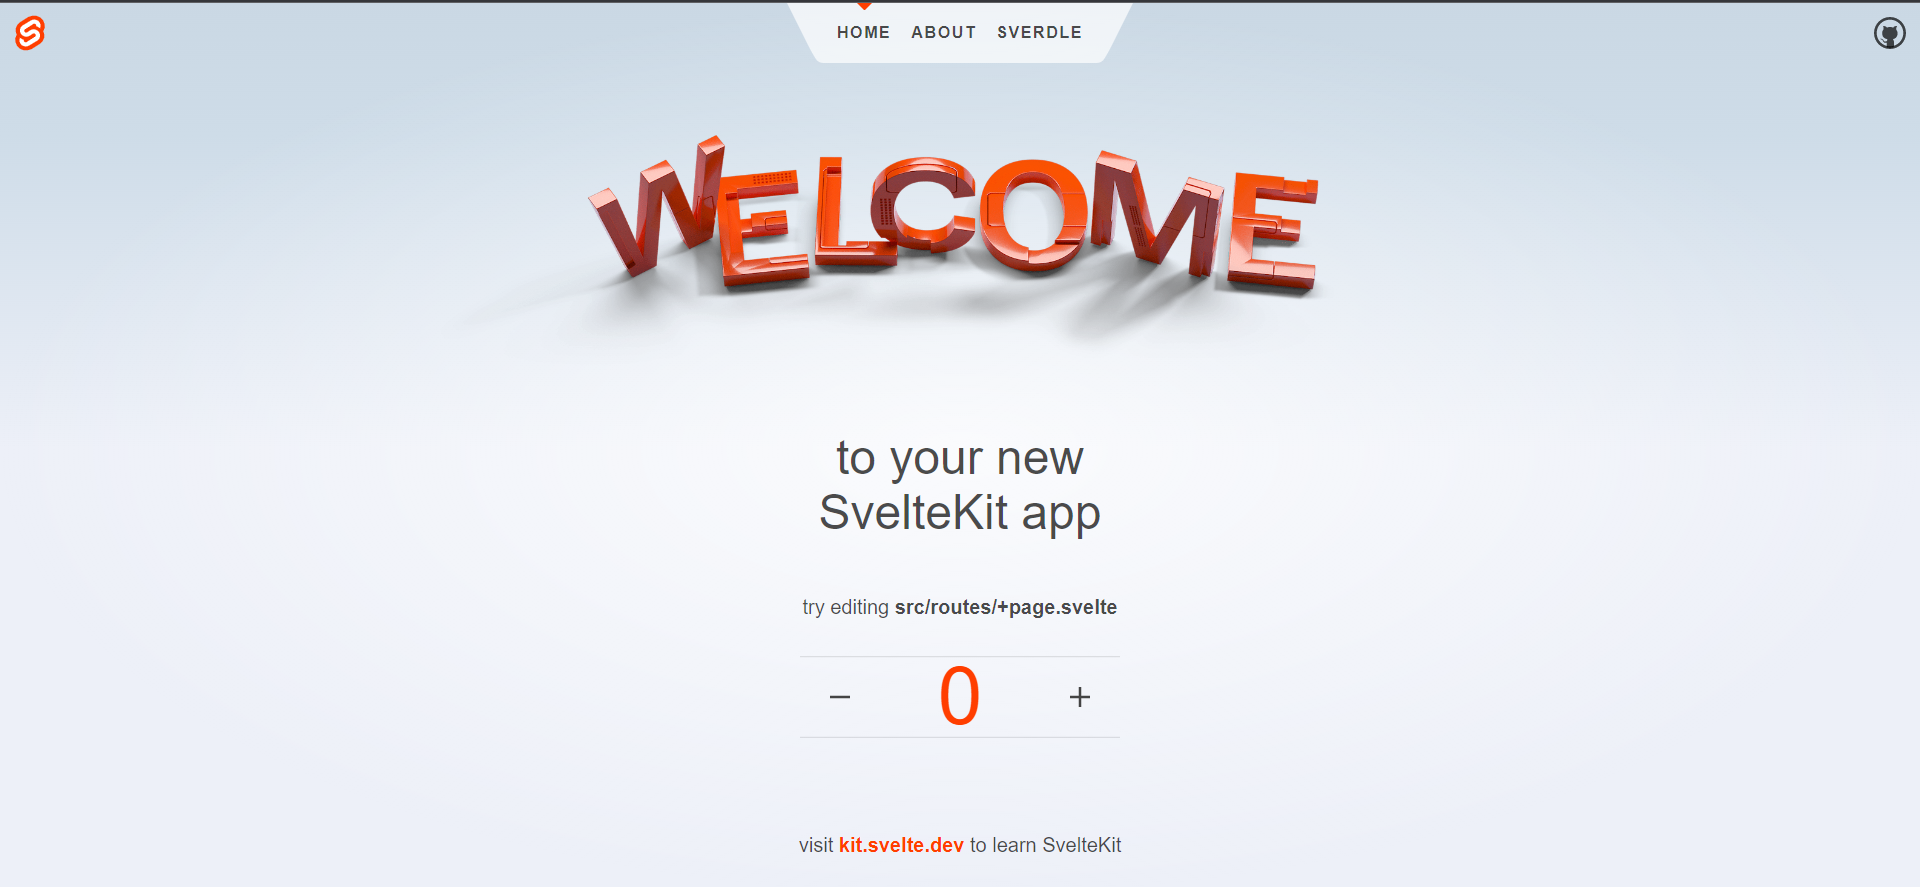 HOME ABOUT SVERDLE
WELCOME
to your new
SvelteKit app
try editing src/routes/+page.svelte
0
visit kit.svelte.dev to learn SvelteKit